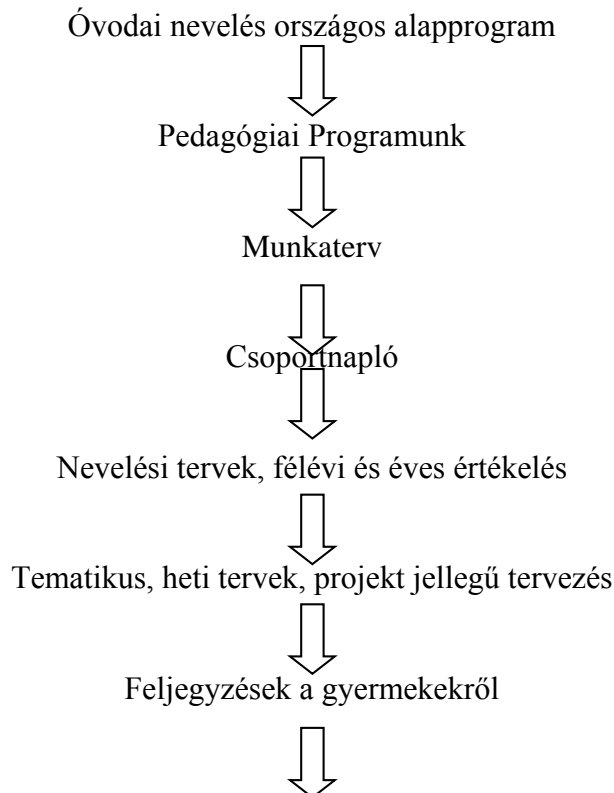 Óvodai nevelés országos alapprogram
Pedagógiai Programunk
Munkaterv
Csoportnapló
Nevelési tervek, félévi és éves értékelés
Tematikus, heti tervek, projekt jellegű tervezés
Feljegyzések a gyermekekről